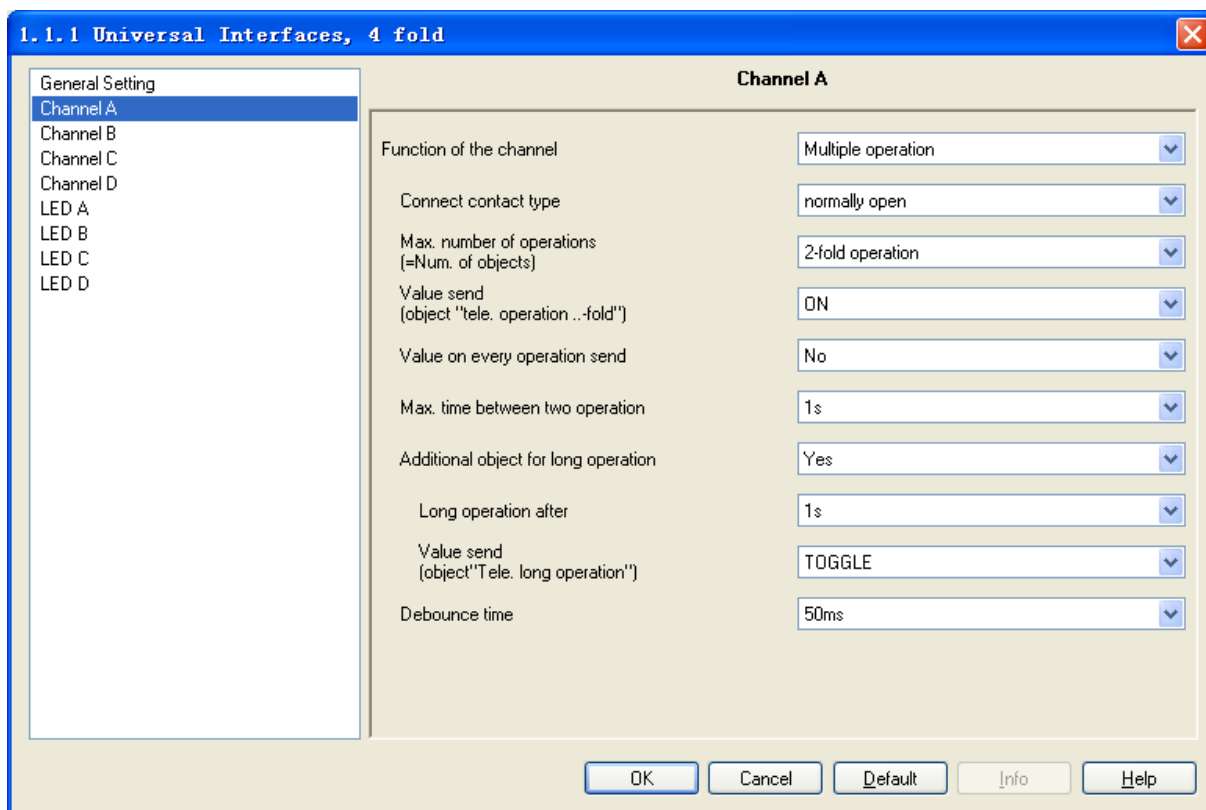 1.1.1 Universal Interfaces, 4 fold
General Setting
Channel A
Channel B
Channel C
Channel D
LED A
LED B
LED C
LED D
Channel A
Function of the channel
Multiple operation
Connect contact type
normally open
Max. number of operations
(=Num. of objects)
2-fold operation
Value send
(object "tele. operation ..-fold")
ON
Value on every operation send
No
Max. time between two operation
1s
Additional object for long operation
Yes
Long operation after
1s
Value send
(object"Tele. long operation")
TOGGLE
Debounce time
50ms
OK
Cancel
Default
Info
Help